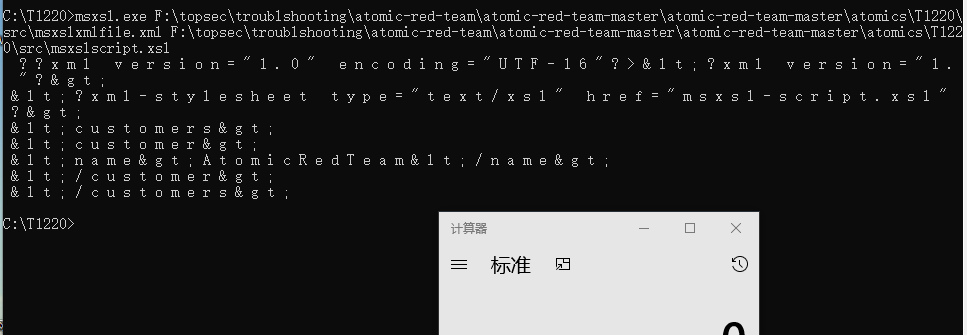 C:\T1220>msxsl.exe F:\topsec\troublshooting\atomic-red-team\atomic-red-team-master\atomic-red-team-master\atomics\T1220\
src\msxslxmlfile.xml F:\topsec\troublshooting\atomic-red-team\atomic-red-team-master\atomic-red-team-master\atomics\T122
0\src\msxslscript.xsl
??xml version="1.0" encoding="UTF-16"?>&lt;?xml version="1.
"?&gt;
&lt;?xml-stylesheet type="text/xsl" href="msxsl-script.xsl"
?&gt;
&lt;customers&gt;
&lt;customer&gt;
&lt;name&gt;AtomicRedTeam&lt;/name&gt;
&lt;/customer&gt;
&lt;/customers&gt;
C:\T1220>
计算器
标准
0